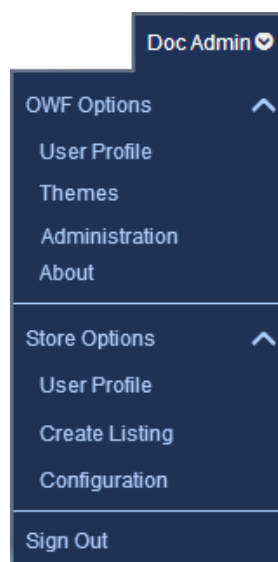 Doc Admin
OWF Options
User Profile
Themes
Administration
About
Store Options
User Profile
Create Listing
Configuration
Sign Out